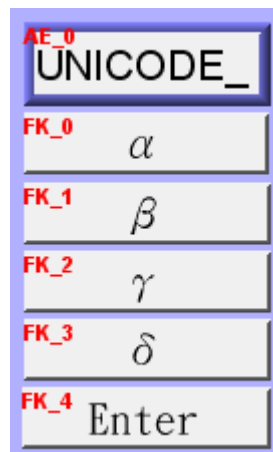 AE_0
UNICODE_
FK_0
α
FK_1
β
FK_2
γ
FK_3
δ
FK_4
Enter